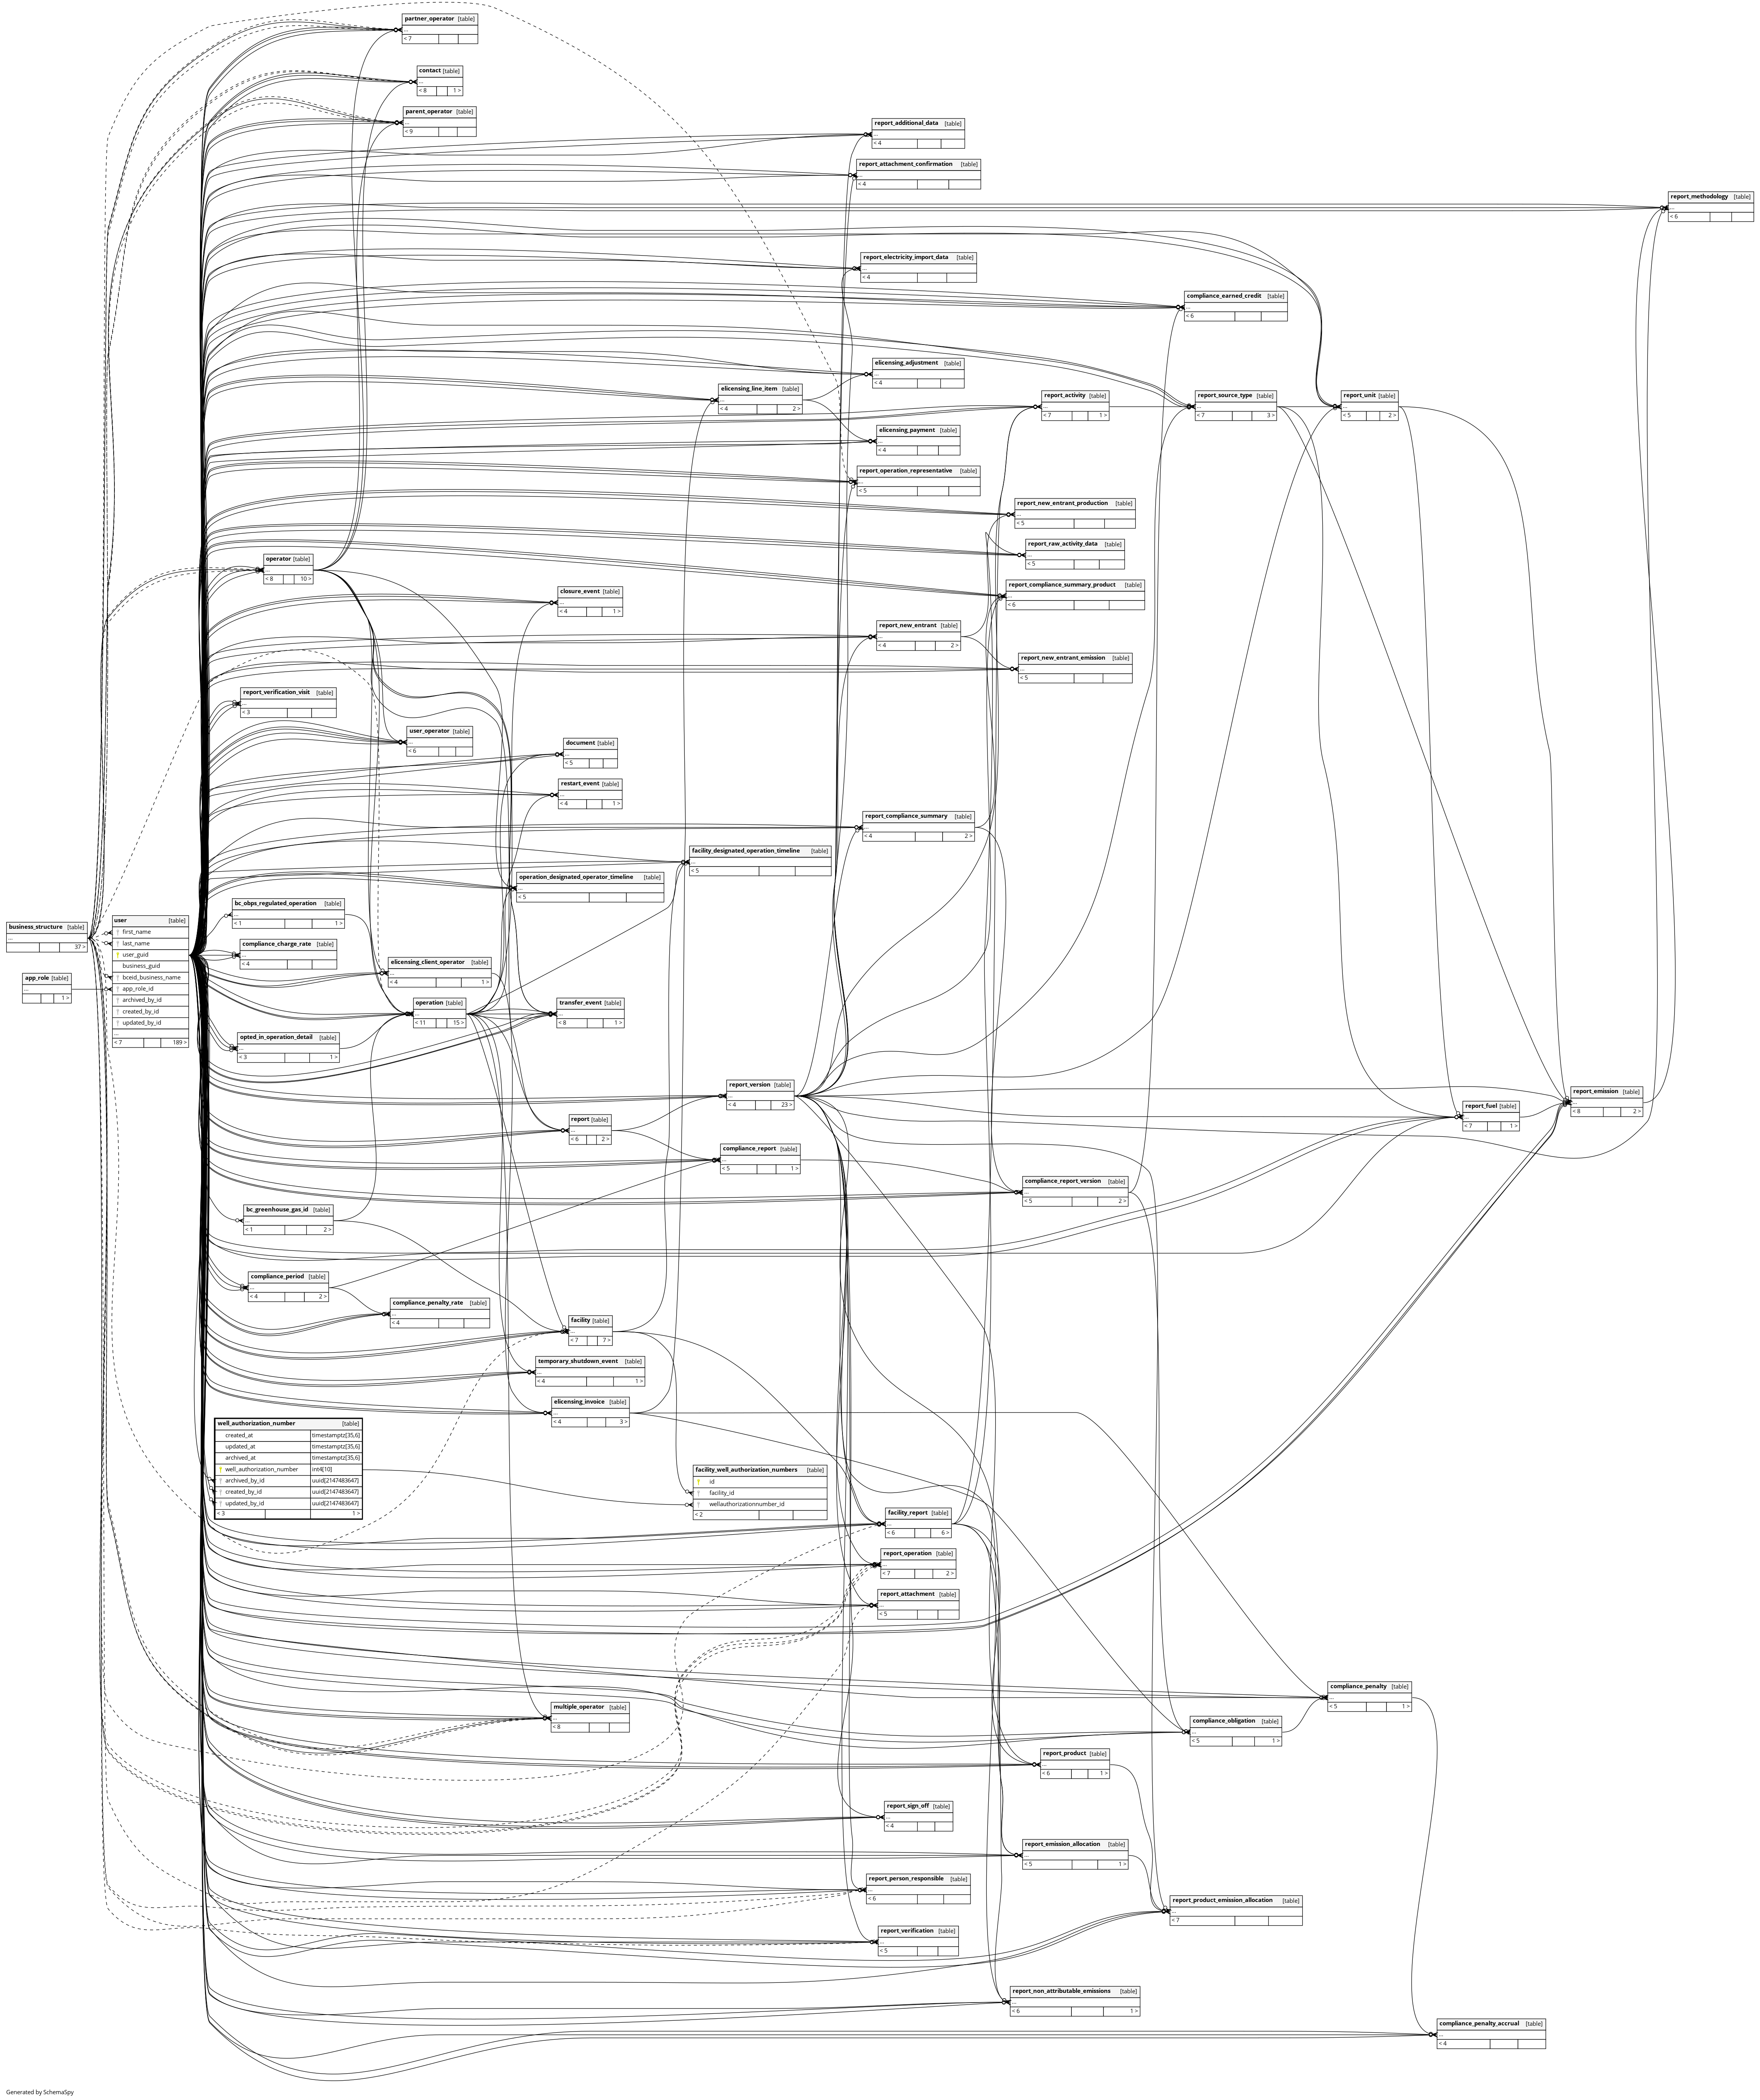 partner_operator [table]
...
< 7
contact [table]
...
< 8 1 >
parent_operator [table]
...
< 9
report_additional_data [table]
...
< 4
report_attachment_confirmation [table]
...
< 4
report_methodology [table]
...
< 6
report_electricity_import_data [table]
...
< 4
compliance_earned_credit [table]
...
< 6
elicensing_adjustment [table]
...
< 4
elicensing_line_item [table]
...
< 4 2 >
report_activity [table]
...
< 7 1 >
report_source_type [table]
...
< 7 3 >
report_unit [table]
...
< 5 2 >
elicensing_payment [table]
...
< 4
report_operation_representative [table]
...
< 5
report_new_entrant_production [table]
...
< 5
report_raw_activity_data [table]
...
< 5
operator [table]
...
< 8 10 >
report_compliance_summary_product [table]
...
< 6
closure_event [table]
...
< 4 1 >
report_new_entrant [table]
...
< 4 2 >
report_new_entrant_emission [table]
...
< 5
report_verification_visit [table]
...
< 3
user_operator [table]
...
< 6
document [table]
...
< 5
restart_event [table]
...
< 4 1 >
report_compliance_summary [table]
...
< 4 2 >
facility_designated_operation_timeline [table]
...
< 5
operation_designated_operator_timeline [table]
...
< 5
bc_obps_regulated_operation [table]
...
< 1 1 >
business_structure [table]
...
37 >
user [table]
first_name
last_name
user_guid
business_guid
bceid_business_name
app_role_id
archived_by_id
created_by_id
updated_by_id
...
< 7 189 >
compliance_charge_rate [table]
...
< 4
elicensing_client_operator [table]
...
< 4 1 >
app_role [table]
...
1 >
operation [table]
...
< 11 15 >
transfer_event [table]
...
< 8 1 >
opted_in_operation_detail [table]
...
< 3 1 >
report_version [table]
...
< 4 23 >
report_emission [table]
...
< 8 2 >
report_fuel [table]
...
< 7 1 >
report [table]
...
< 6 2 >
compliance_report [table]
...
< 5 1 >
compliance_report_version [table]
...
< 5 2 >
bc_greenhouse_gas_id [table]
...
< 1 2 >
compliance_period [table]
...
< 4 2 >
compliance_penalty_rate [table]
...
< 4
facility [table]
...
< 7 7 >
temporary_shutdown_event [table]
...
< 4 1 >
elicensing_invoice [table]
...
< 4 3 >
well_authorization_number [table]
created_at timestamptz[35,6]
updated_at timestamptz[35,6]
archived_at timestamptz[35,6]
well_authorization_number int4[10]
archived_by_id uuid[2147483647]
created_by_id uuid[2147483647]
updated_by_id uuid[2147483647]
< 3 1 >
facility_well_authorization_numbers [table]
id
facility_id
wellauthorizationnumber_id
< 2
facility_report [table]
...
< 6 6 >
report_operation [table]
...
< 7 2 >
report_attachment [table]
...
< 5
compliance_penalty [table]
...
< 5 1 >
multiple_operator [table]
...
< 8
compliance_obligation [table]
...
< 5 1 >
report_product [table]
...
< 6 1 >
report_sign_off [table]
...
< 4
report_emission_allocation [table]
...
< 5 1 >
report_person_responsible [table]
...
< 6
report_product_emission_allocation [table]
...
< 7
report_verification [table]
...
< 5
report_non_attributable_emissions [table]
...
< 6 1 >
compliance_penalty_accrual [table]
...
< 4
Generated by SchemaSpy